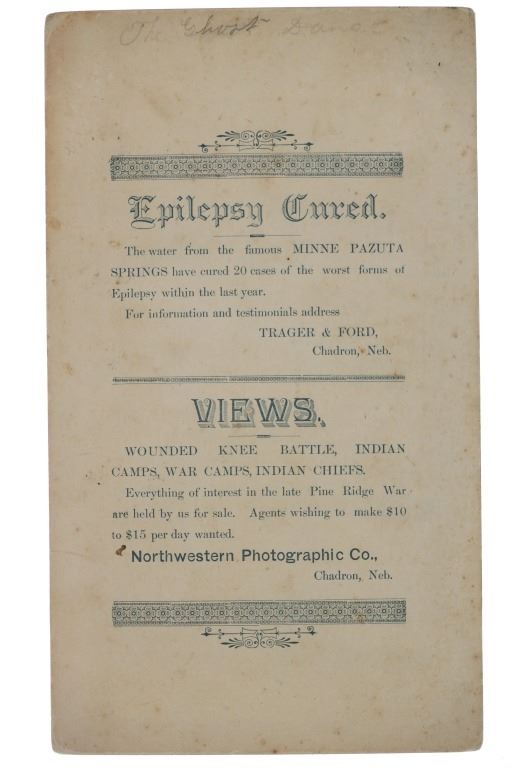 The Ghost Dance
Epilepsy Cured.
The water from the famous MINNE PAZUTA
SPRINGS have cured 20 cases of the worst forms of
Epilepsy within the last year.
For information and testimonials address
TRAGER & FORD,
Chadron, Neb.
VIEWS.
WOUNDED KNEE BATTLE, INDIAN
CAMPS, WAR CAMPS, INDIAN CHIEFS.
Everything of interest in the late Pine Ridge War
are held by us for sale. Agents wishing to make $10
to $15 per day wanted.
Northwestern Photographic Co.,
Chadron, Neb.